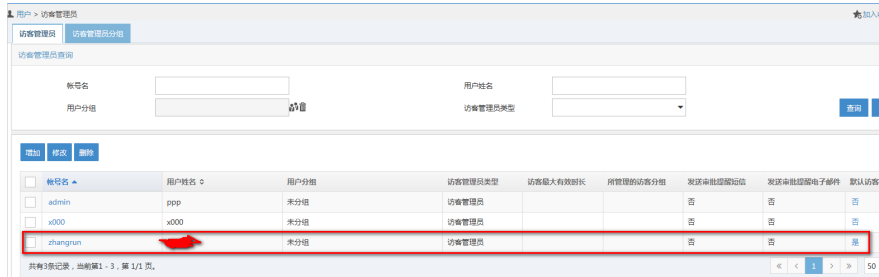 用户 > 访客管理员
加入
访客管理员 访客管理员分组
访客管理员查询
帐号名 用户姓名
用户分组 访客管理员类型 查询
增加 修改 删除
帐号名 用户姓名 用户分组 访客管理员类型 访客最大有效时长 所管理的访客分组 发送审批提醒短信 发送审批提醒电子邮件 默认访客
admin ppp 未分组 访客管理员 否 否 否
x000 x000 未分组 访客管理员 否 否 否
zhangrun 未分组 访客管理员 否 否 是
共有3条记录，当前第1 - 3，第 1/1 页。 « < 1 > » 50